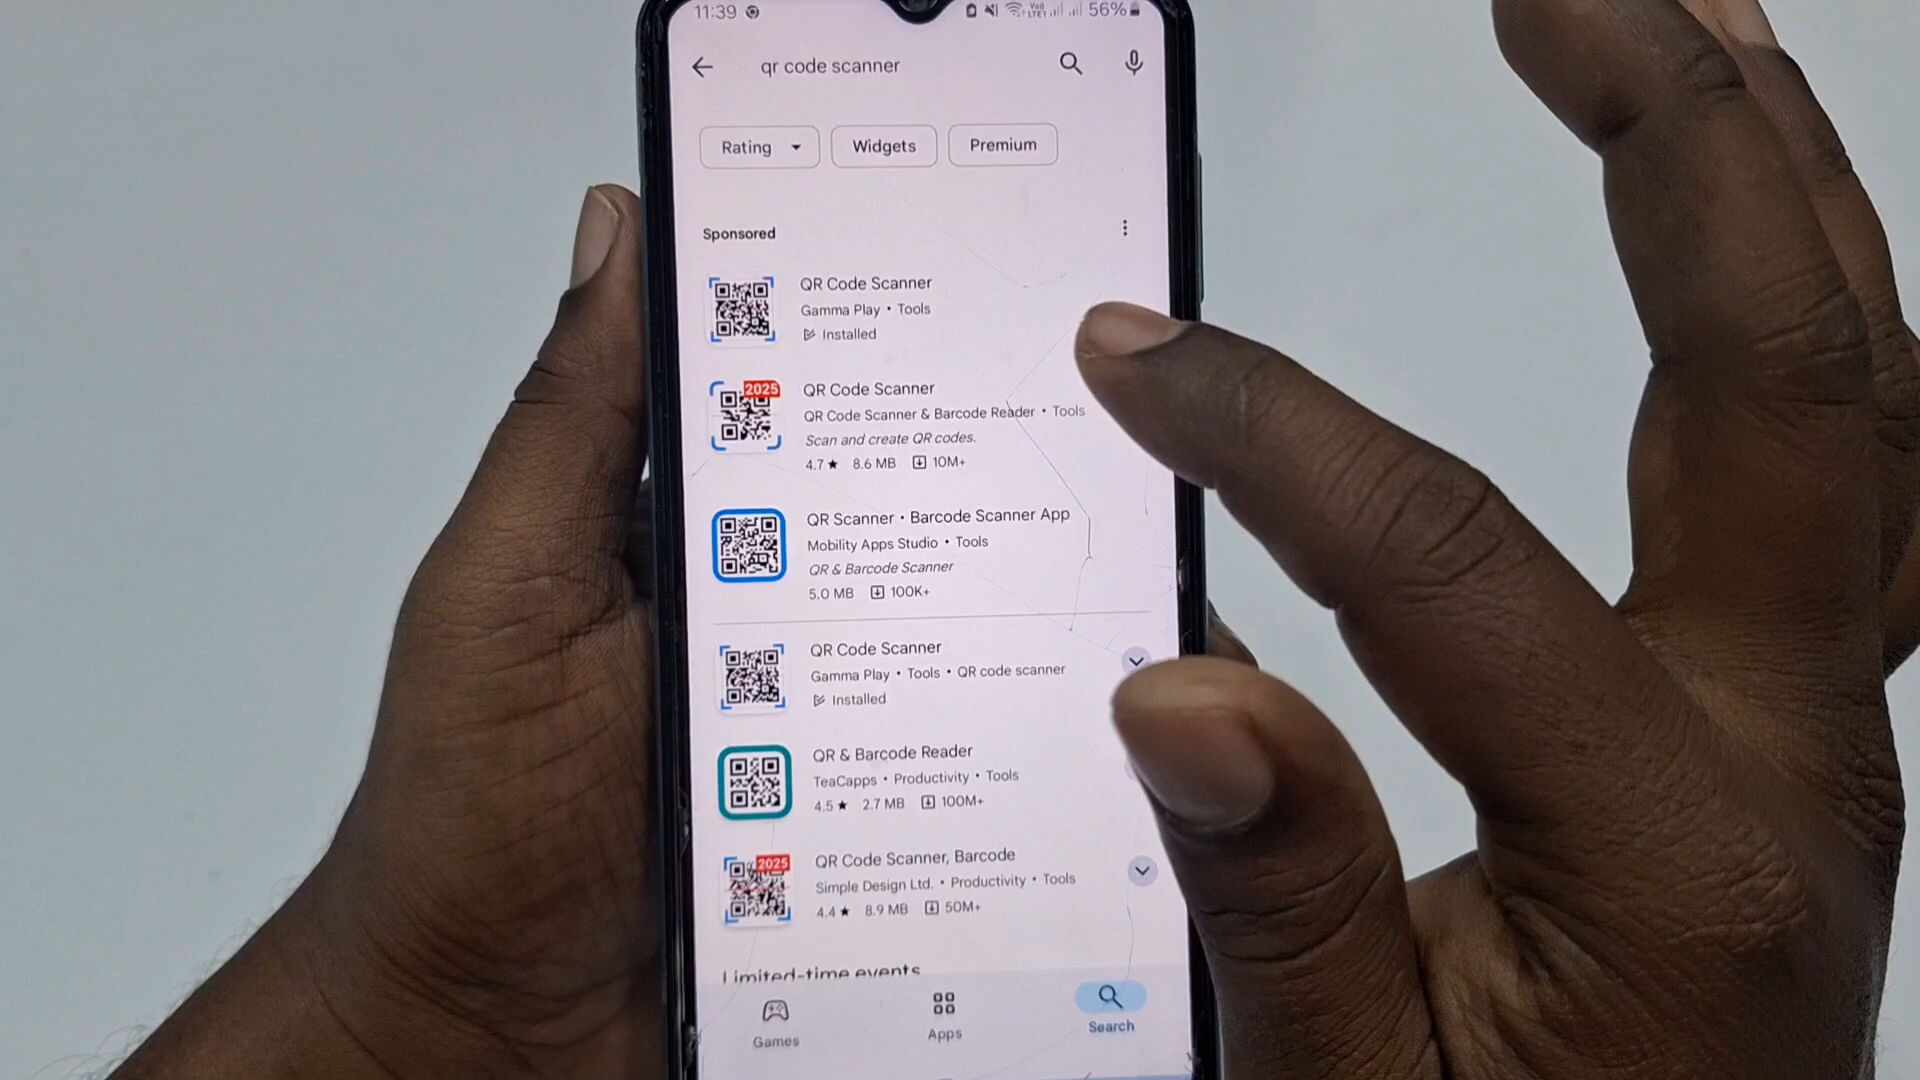 11:39
Vo)) LTE1
56%
qr code scanner
Rating
Widgets
Premium
Sponsored
QR Code Scanner
Gamma Play • Tools
Installed
2025
QR Code Scanner
QR Code Scanner & Barcode Reader • Tools
Scan and create QR codes.
4.7★ 8.6 MB 10M+
QR Scanner • Barcode Scanner App
Mobility Apps Studio • Tools
QR & Barcode Scanner
5.0 MB 100K+
QR Code Scanner
Gamma Play • Tools • QR code scanner
Installed
QR & Barcode Reader
TeaCapps • Productivity • Tools
4.5★ 2.7 MB 100M+
2025
QR Code Scanner, Barcode
Simple Design Ltd. • Productivity • Tools
4.4★ 8.9 MB 50M+
Limited-time events
Games
Apps
Search